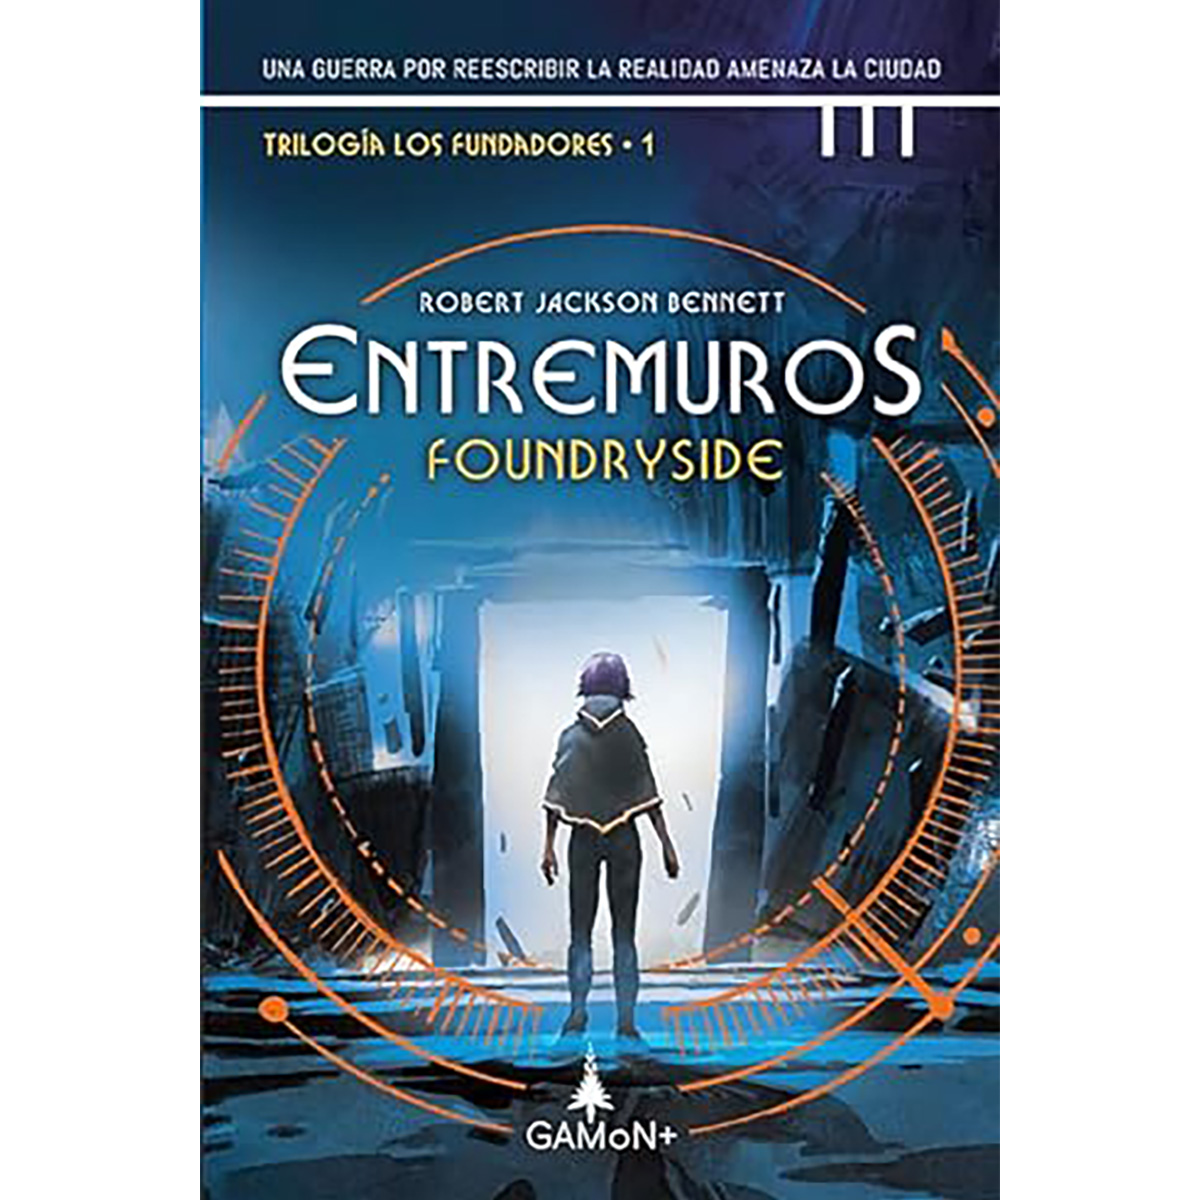 UNA GUERRA POR REESCRIBIR LA REALIDAD AMENAZA LA CIUDAD
TRILOGÍA LOS FUNDADORES • 1
ROBERT JACKSON BENNETT
ENTREMUROS
FOUNDRYSIDE
GAMoN+